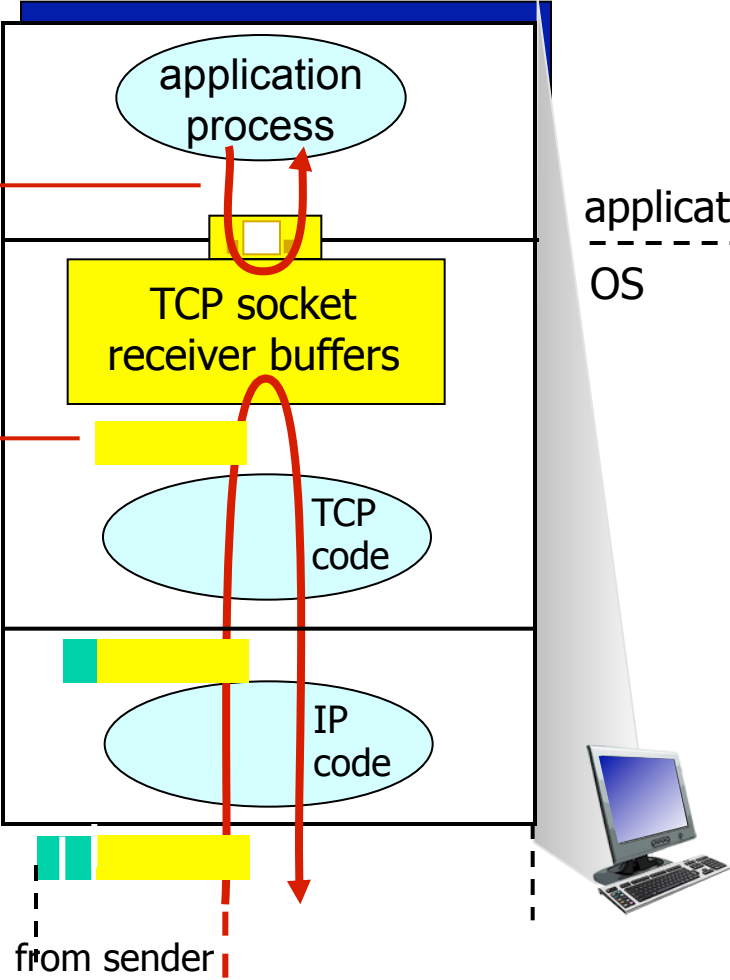 application
process
applicat
OS
TCP socket
receiver buffers
TCP
code
IP
code
from sender